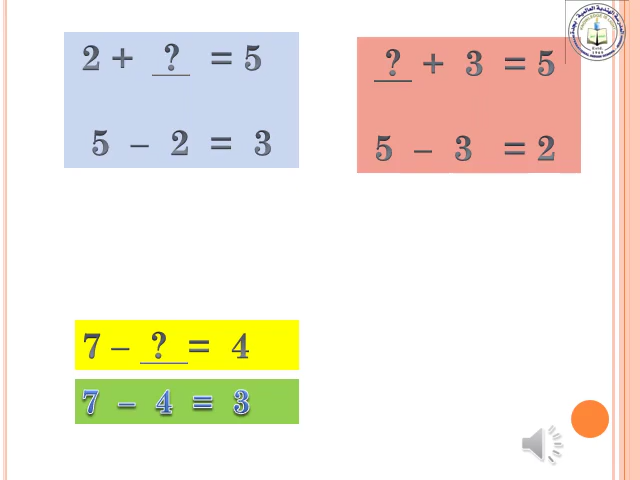 2 + ? = 5
5 – 2 = 3
? + 3 = 5
5 – 3 = 2
7 – ? = 4
7 – 4 = 3